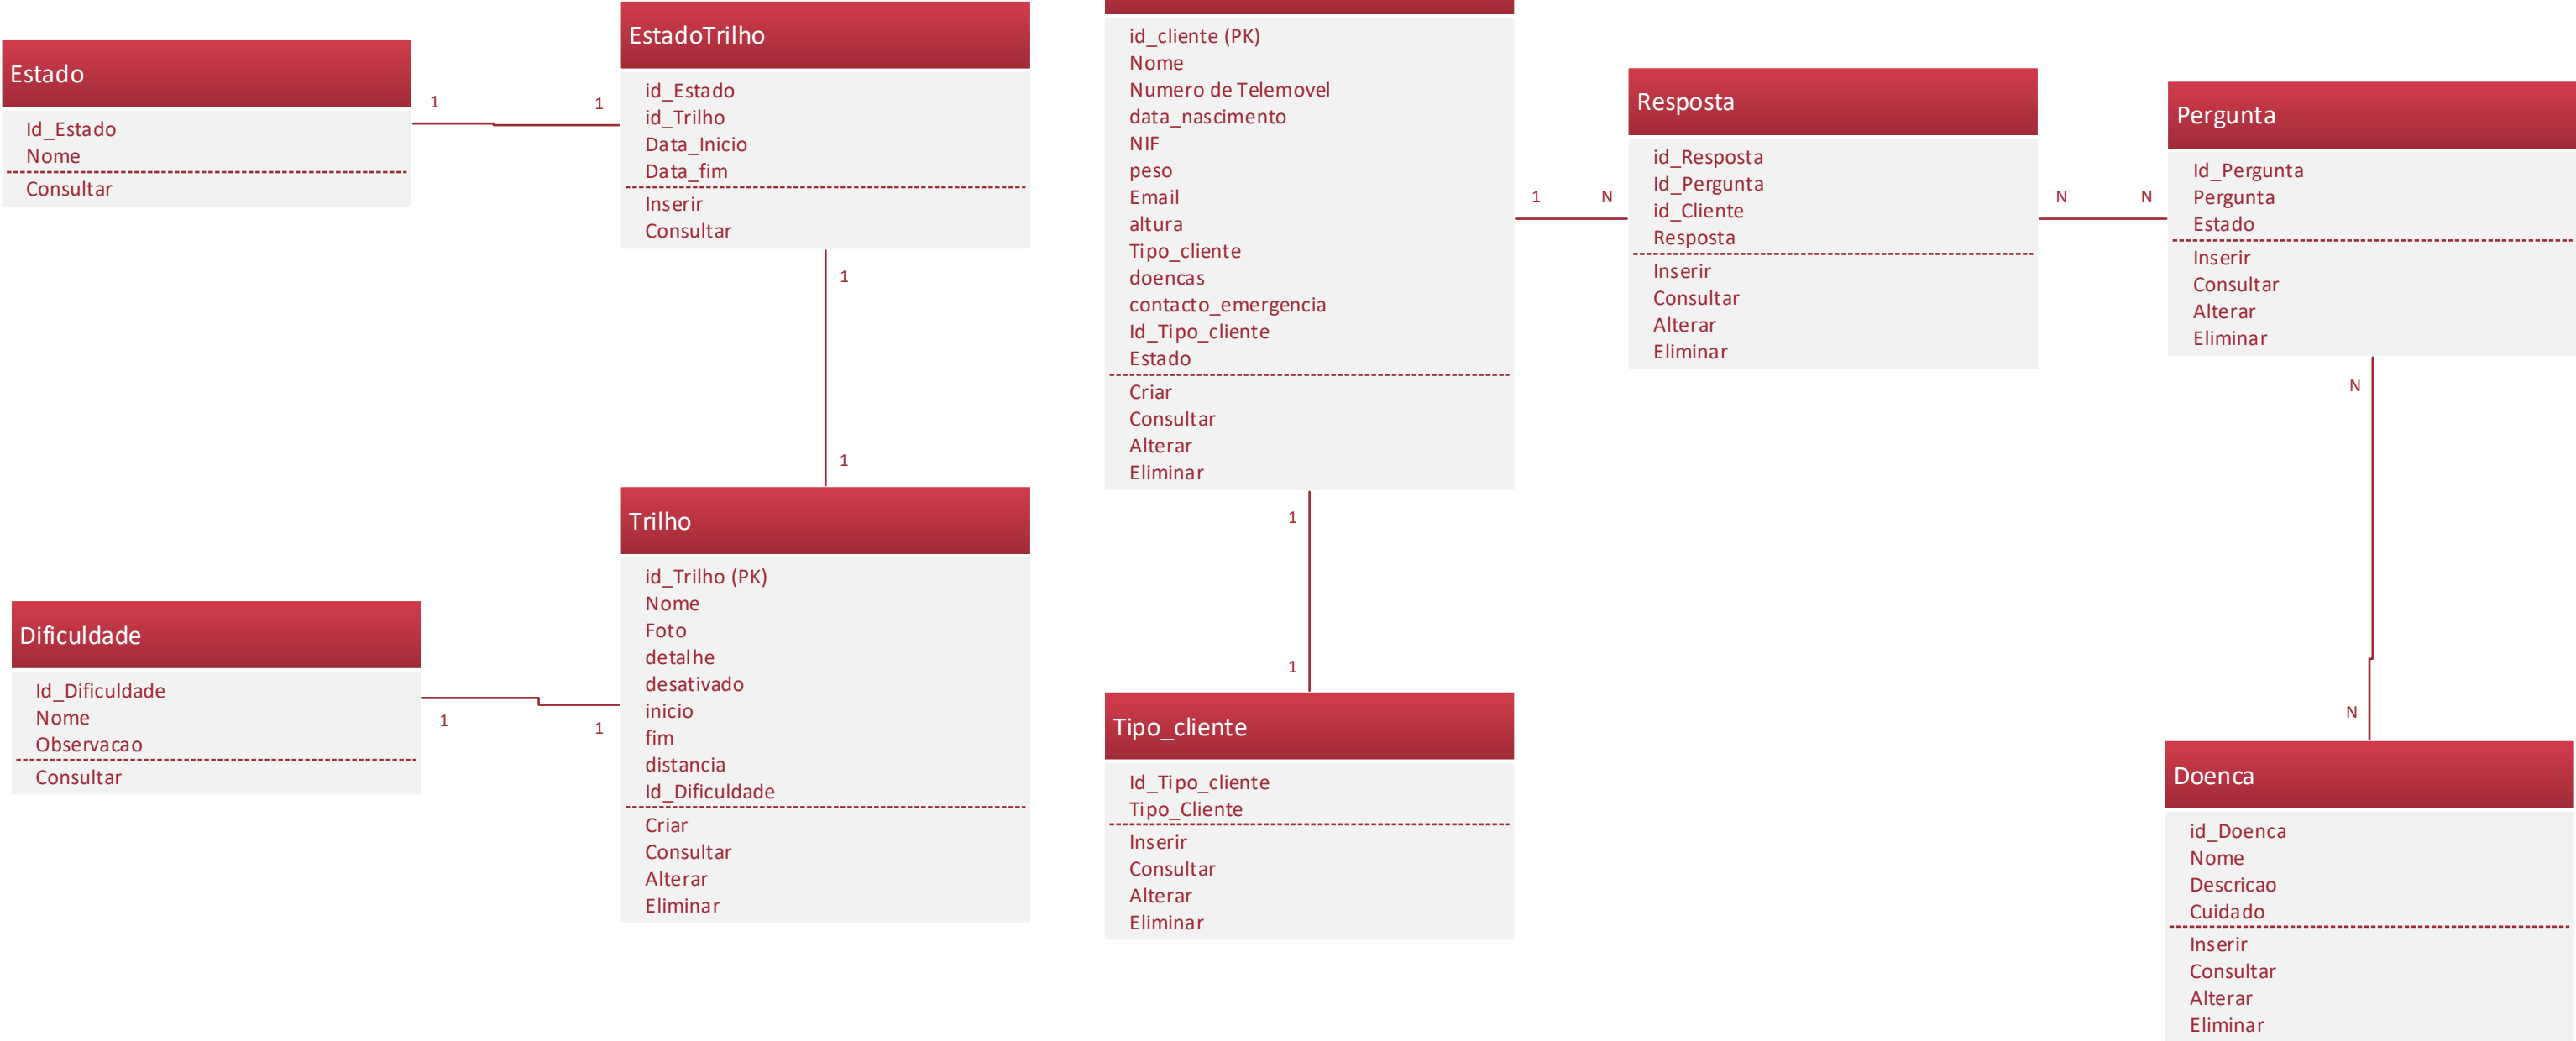 Estado
Id_Estado
Nome
Consultar
1
1
EstadoTrilho
id_Estado
id_Trilho
Data_Inicio
Data_fim
Inserir
Consultar
1
1
Trilho
id_Trilho (PK)
Nome
Foto
detalhe
desativado
inicio
fim
distancia
Id_Dificuldade
Criar
Consultar
Alterar
Eliminar
Dificuldade
Id_Dificuldade
Nome
Observacao
Consultar
1
1
id_cliente (PK)
Nome
Numero de Telemovel
data_nascimento
NIF
peso
Email
altura
Tipo_cliente
doencas
contacto_emergencia
Id_Tipo_cliente
Estado
Criar
Consultar
Alterar
Eliminar
1
1
Tipo_cliente
Id_Tipo_cliente
Tipo_Cliente
Inserir
Consultar
Alterar
Eliminar
1
N
Resposta
id_Resposta
Id_Pergunta
id_Cliente
Resposta
Inserir
Consultar
Alterar
Eliminar
N
N
Pergunta
Id_Pergunta
Pergunta
Estado
Inserir
Consultar
Alterar
Eliminar
N
N
Doenca
id_Doenca
Nome
Descricao
Cuidado
Inserir
Consultar
Alterar
Eliminar